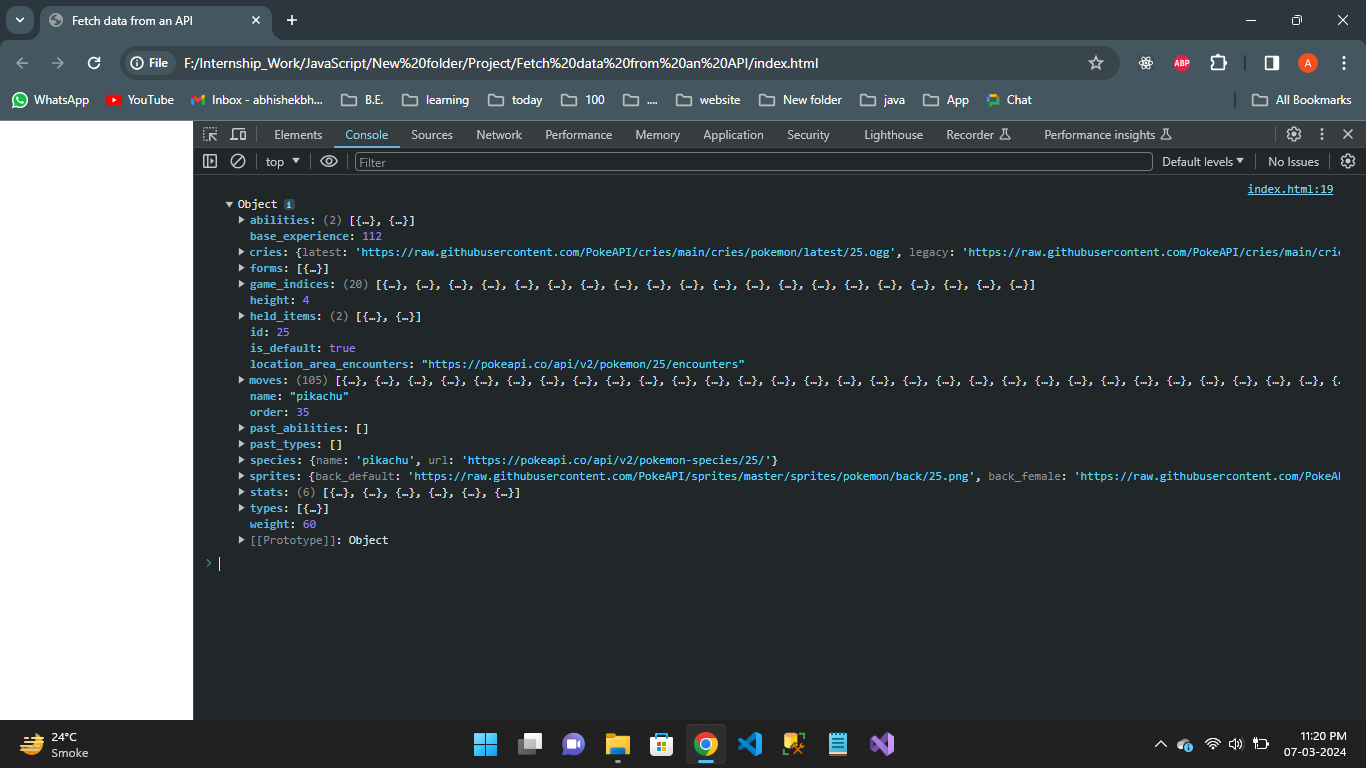 Fetch data from an API
File F:/Internship_Work/JavaScript/New%20folder/Project/Fetch%20data%20from%20an%20API/index.html ABP A
WhatsApp YouTube Inbox - abhishekbh... B.E. learning today 100 .... website New folder java App Chat All Bookmarks
Elements Console Sources Network Performance Memory Application Security Lighthouse Recorder Performance insights
top Filter Default levels No Issues
index.html:19
Object i
abilities: (2) [{…}, {…}]
base_experience: 112
cries: {latest: 'https://raw.githubusercontent.com/PokeAPI/cries/main/cries/pokemon/latest/25.ogg', legacy: 'https://raw.githubusercontent.com/PokeAPI/cries/main/crie
forms: [{…}]
game_indices: (20) [{…}, {…}, {…}, {…}, {…}, {…}, {…}, {…}, {…}, {…}, {…}, {…}, {…}, {…}, {…}, {…}, {…}, {…}, {…}, {…}]
height: 4
held_items: (2) [{…}, {…}]
id: 25
is_default: true
location_area_encounters: "https://pokeapi.co/api/v2/pokemon/25/encounters"
moves: (105) [{…}, {…}, {…}, {…}, {…}, {…}, {…}, {…}, {…}, {…}, {…}, {…}, {…}, {…}, {…}, {…}, {…}, {…}, {…}, {…}, {…}, {…}, {…}, {…}, {…}, {…}, {…}, {…}, {…}, {…}, {…
name: "pikachu"
order: 35
past_abilities: []
past_types: []
species: {name: 'pikachu', url: 'https://pokeapi.co/api/v2/pokemon-species/25/'}
sprites: {back_default: 'https://raw.githubusercontent.com/PokeAPI/sprites/master/sprites/pokemon/back/25.png', back_female: 'https://raw.githubusercontent.com/PokeAP
stats: (6) [{…}, {…}, {…}, {…}, {…}, {…}]
types: [{…}]
weight: 60
[[Prototype]]: Object
24°C
Smoke
11:20 PM
07-03-2024